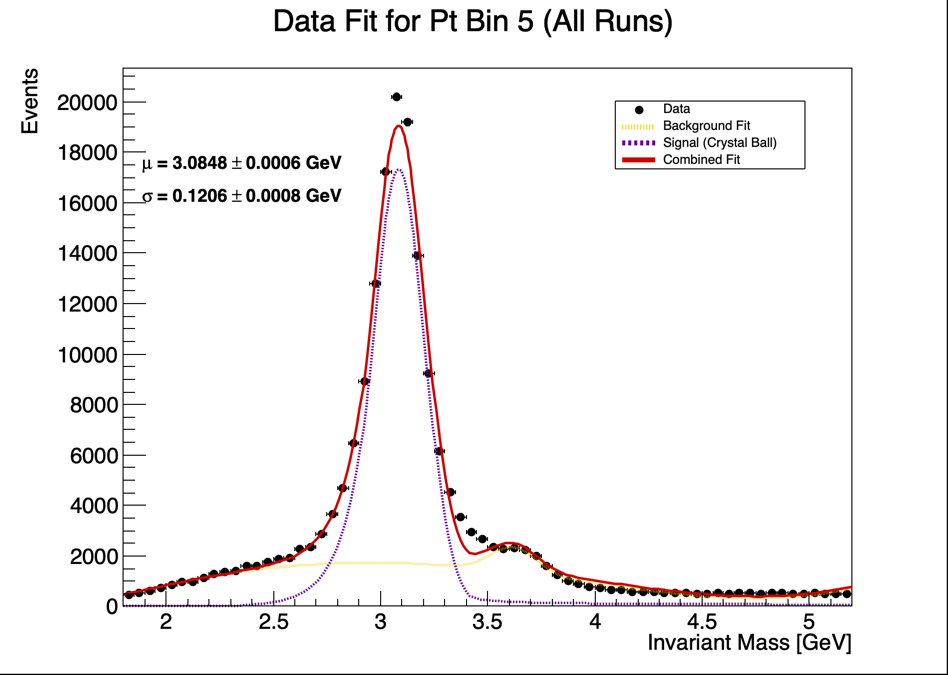 Data Fit for Pt Bin 5 (All Runs)
Events
20000
18000
16000
14000
12000
10000
8000
6000
4000
2000
0
μ = 3.0848 ± 0.0006 GeV
σ = 0.1206 ± 0.0008 GeV
Data
Background Fit
Signal (Crystal Ball)
Combined Fit
2 2.5 3 3.5 4 4.5 5
Invariant Mass [GeV]